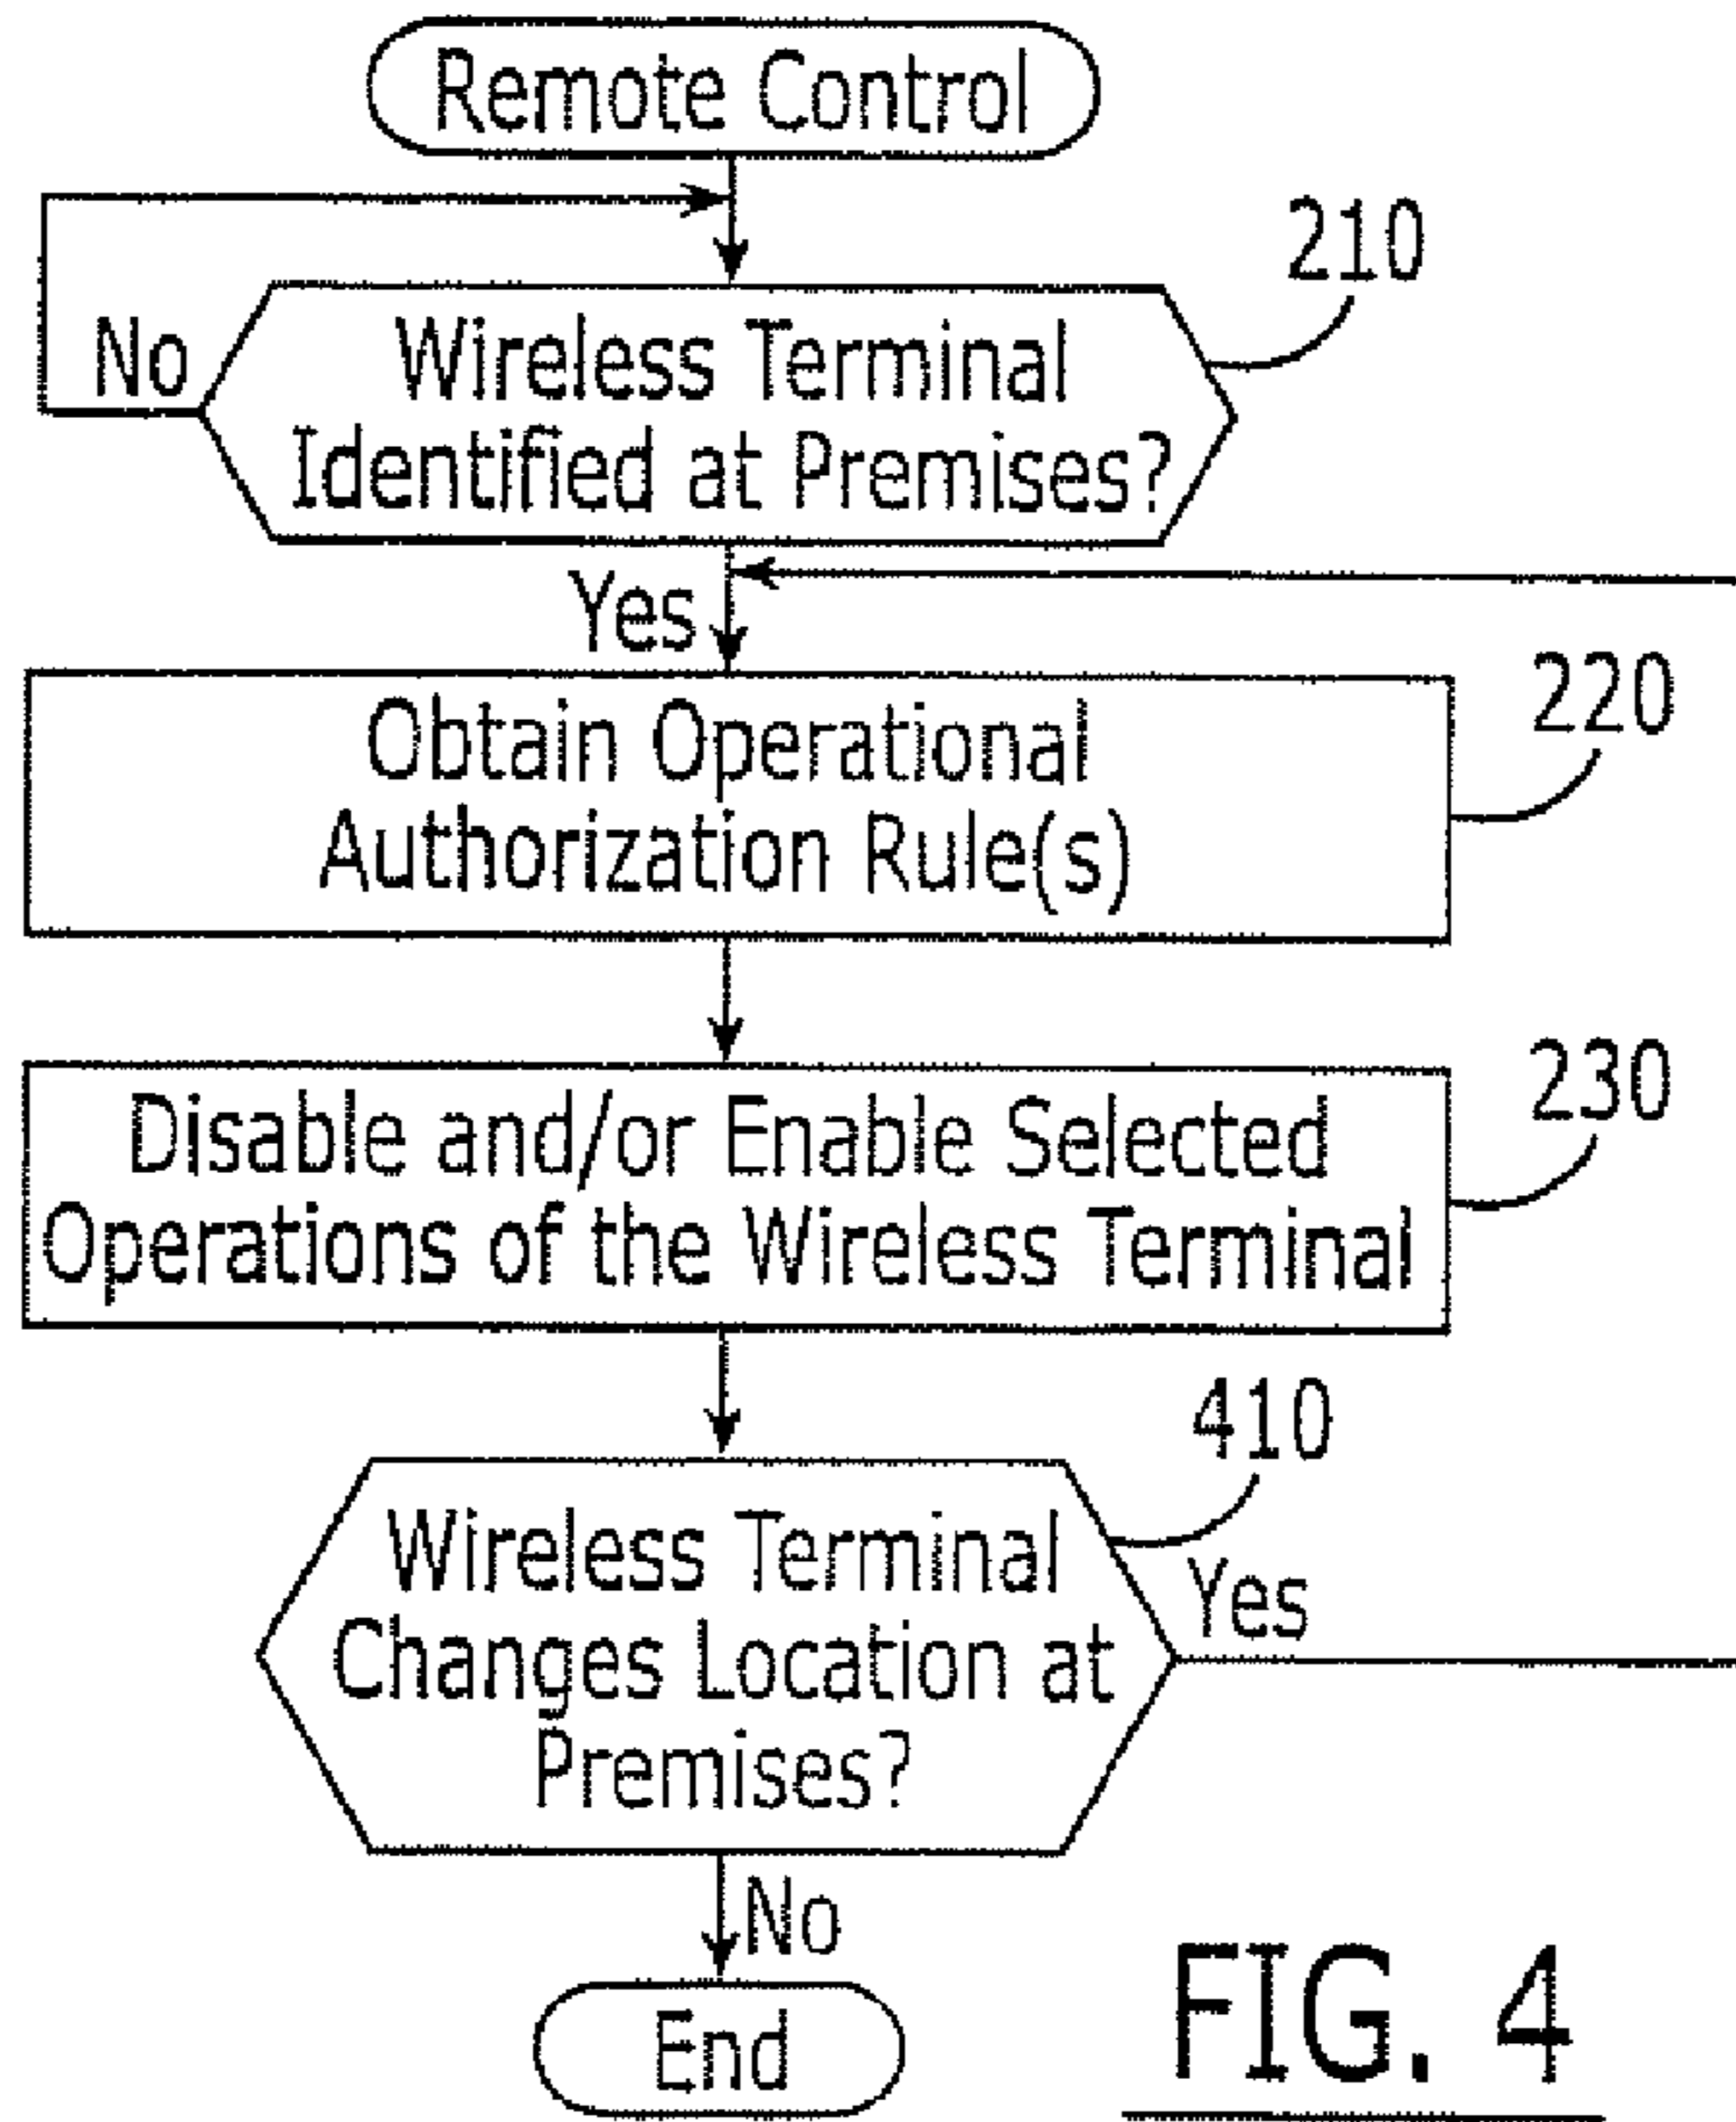 Remote Control
210
No
Wireless Terminal
Identified at Premises?
Yes
220
Obtain Operational
Authorization Rule(s)
230
Disable and/or Enable Selected
Operations of the Wireless Terminal
410
Wireless Terminal
Changes Location at
Premises?
Yes
No
End
FIG. 4